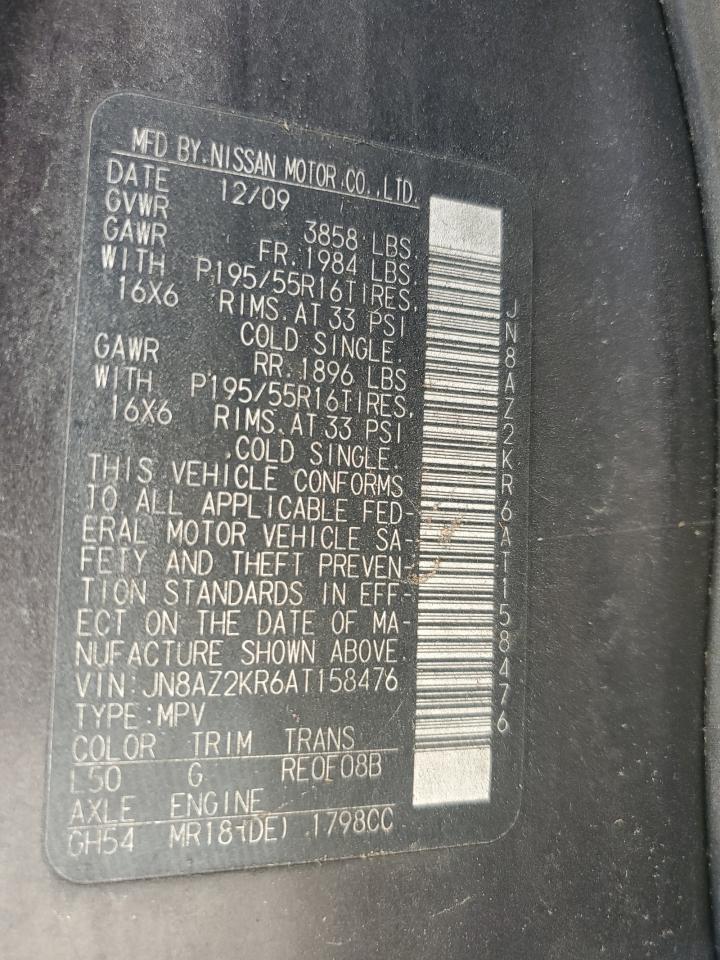 MFD BY.NISSAN MOTOR.CO.,LTD.
DATE 12/09
GVWR 3858 LBS
GAWR FR.1984 LBS
WITH P195/55R16TIRES,
16X6 RIMS.AT 33 PSI
COLD SINGLE.
GAWR RR.1896 LBS
WITH P195/55R16TIRES,
16X6 RIMS.AT 33 PSI
COLD SINGLE.
THIS VEHICLE CONFORMS
TO ALL APPLICABLE FED-
ERAL MOTOR VEHICLE SA-
FETY AND THEFT PREVEN-
TION STANDARDS IN EFF-
ECT ON THE DATE OF MA-
NUFACTURE SHOWN ABOVE.
VIN:JN8AZ2KR6AT158476
TYPE:MPV
COLOR TRIM TRANS
L50 G RE0F08B
AXLE ENGINE
GH54 MR18(DE) 1798CC
JN8AZ2KR6AT158476